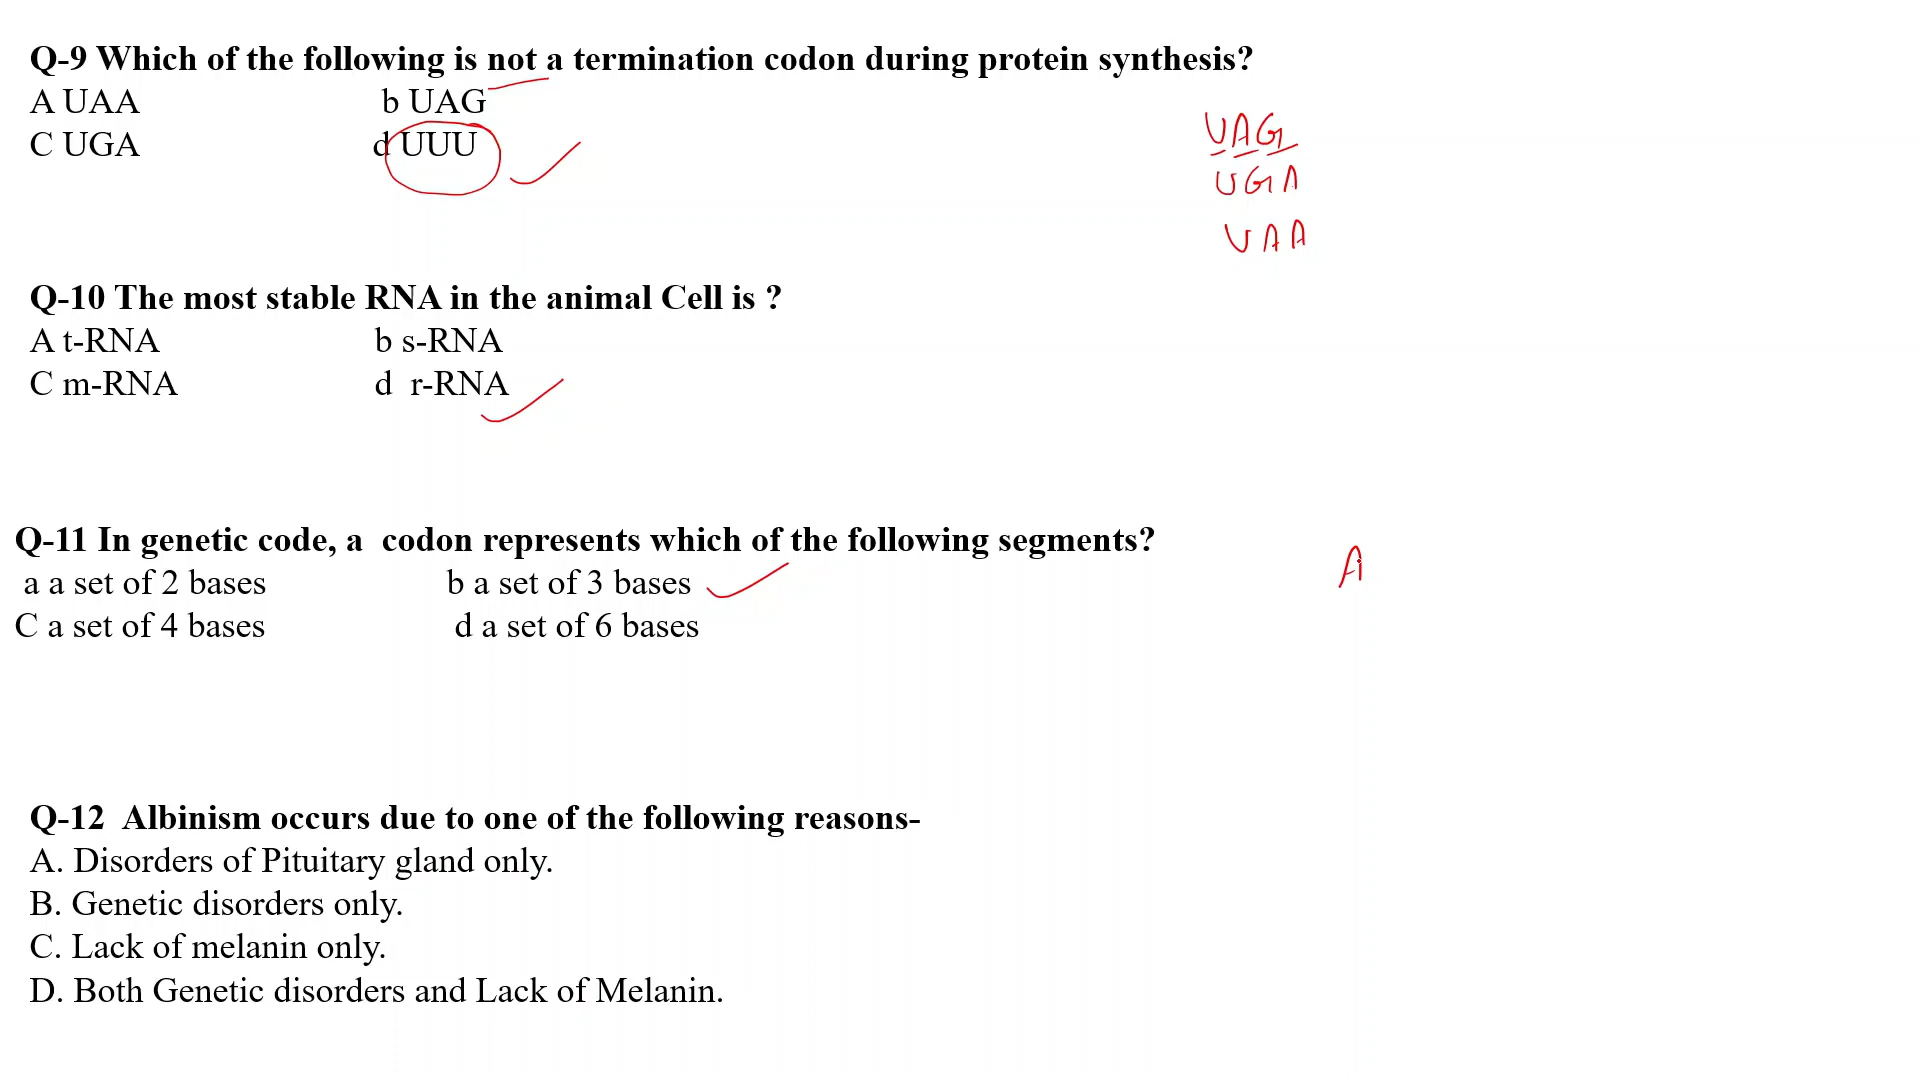 Q-9 Which of the following is not a termination codon during protein synthesis?
A UAA b UAG
C UGA d UUU
UAG
UGA
UAA
Q-10 The most stable RNA in the animal Cell is ?
A t-RNA b s-RNA
C m-RNA d r-RNA
Q-11 In genetic code, a codon represents which of the following segments?
A
a a set of 2 bases b a set of 3 bases
C a set of 4 bases d a set of 6 bases
Q-12 Albinism occurs due to one of the following reasons-
A. Disorders of Pituitary gland only.
B. Genetic disorders only.
C. Lack of melanin only.
D. Both Genetic disorders and Lack of Melanin.